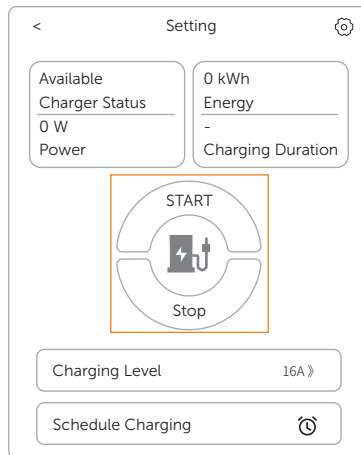 < Setting
Available
Charger Status
0 W
Power
0 kWh
Energy
-
Charging Duration
START
Stop
Charging Level 16A 》
Schedule Charging